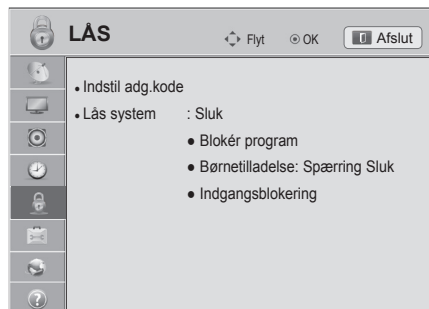 LÅS
Flyt
OK
Afslut
• Indstil adg.kode
• Lås system : Sluk
● Blokér program
● Børnetilladelse: Spærring Sluk
● Indgangsblokering